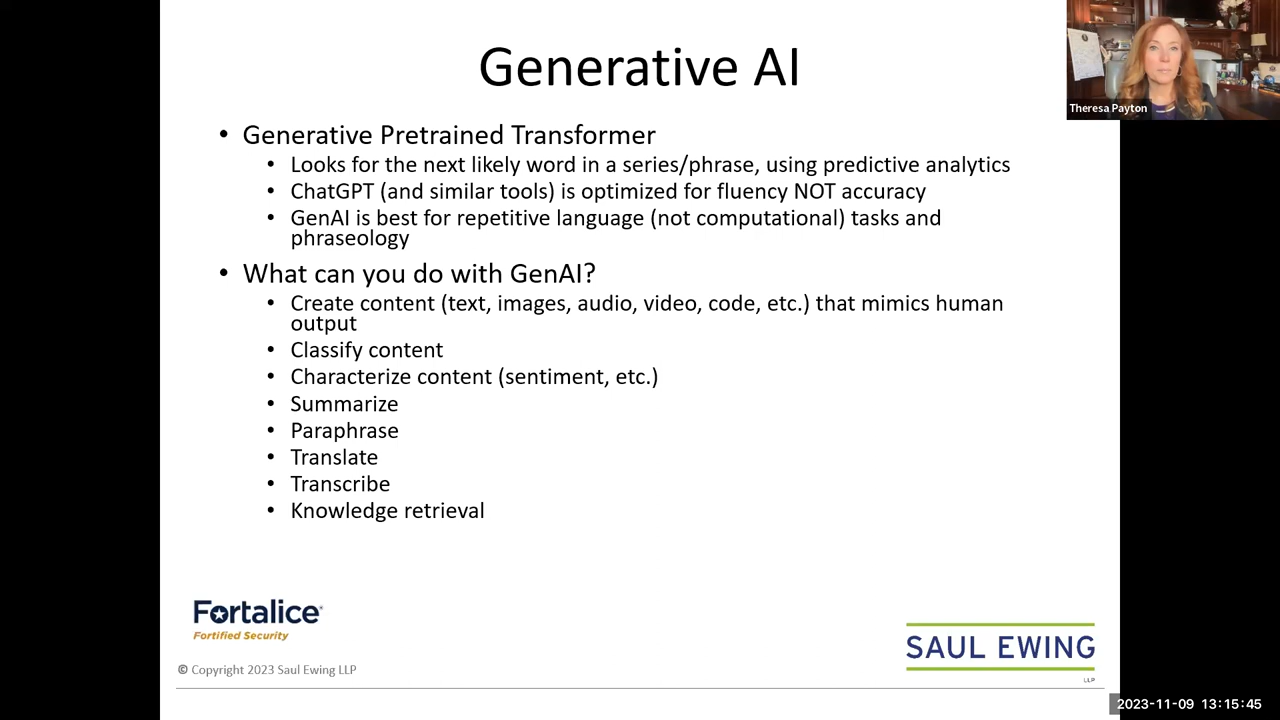 Generative AI
Theresa Payton
• Generative Pretrained Transformer
• Looks for the next likely word in a series/phrase, using predictive analytics
• ChatGPT (and similar tools) is optimized for fluency NOT accuracy
• GenAI is best for repetitive language (not computational) tasks and
phraseology
• What can you do with GenAI?
• Create content (text, images, audio, video, code, etc.) that mimics human
output
• Classify content
• Characterize content (sentiment, etc.)
• Summarize
• Paraphrase
• Translate
• Transcribe
• Knowledge retrieval
Fortalice®
Fortified Security
SAUL EWING
LLP
© Copyright 2023 Saul Ewing LLP
2023-11-09 13:15:45